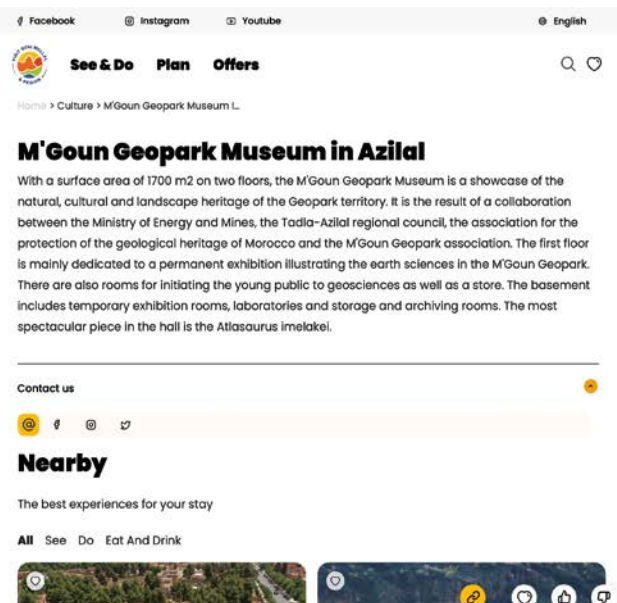 Facebook
Instagram
Youtube
English
See & Do
Plan
Offers
Home > Culture > M'Goun Geopark Museum I...
M'Goun Geopark Museum in Azilal
With a surface area of 1700 m2 on two floors, the M'Goun Geopark Museum is a showcase of the
natural, cultural and landscape heritage of the Geopark territory. It is the result of a collaboration
between the Ministry of Energy and Mines, the Tadla-Azilal regional council, the association for the
protection of the geological heritage of Morocco and the M'Goun Geopark association. The first floor
is mainly dedicated to a permanent exhibition illustrating the earth sciences in the M'Goun Geopark.
There are also rooms for initiating the young public to geosciences as well as a store. The basement
includes temporary exhibition rooms, laboratories and storage and archiving rooms. The most
spectacular piece in the hall is the Atlasaurus imelakei.
Contact us
Nearby
The best experiences for your stay
All See Do Eat And Drink